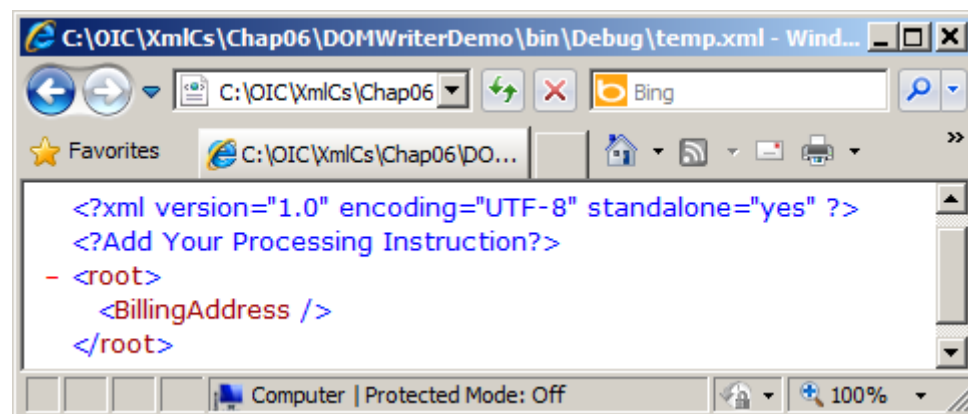 C:\OIC\XmlCs\Chap06\DOMWriterDemo\bin\Debug\temp.xml - Wind...
C:\OIC\XmlCs\Chap06 Bing
Favorites C:\OIC\XmlCs\Chap06\DO... »
<?xml version="1.0" encoding="UTF-8" standalone="yes" ?>
<?Add Your Processing Instruction?>
- <root>
<BillingAddress />
</root>
Computer | Protected Mode: Off 100%